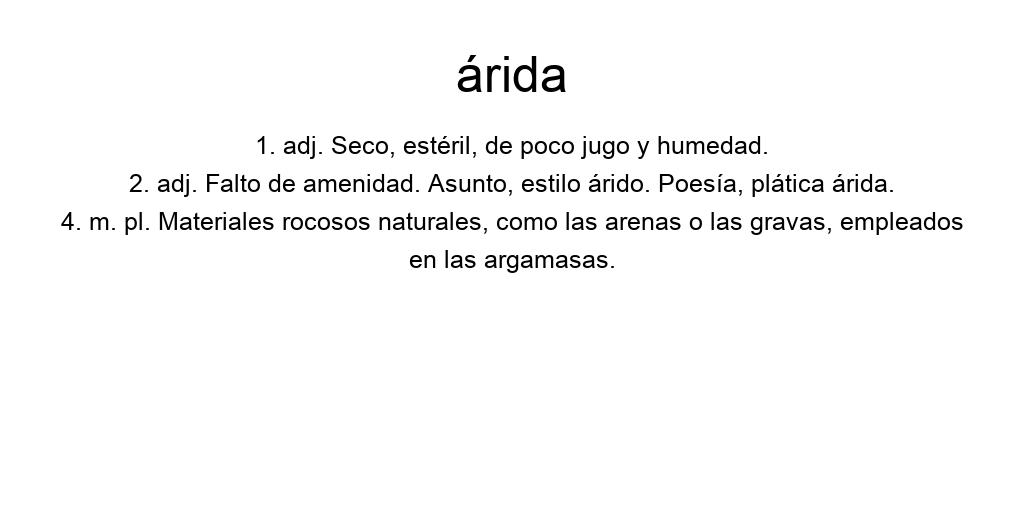 árida
1. adj. Seco, estéril, de poco jugo y humedad.
2. adj. Falto de amenidad. Asunto, estilo árido. Poesía, plática árida.
4. m. pl. Materiales rocosos naturales, como las arenas o las gravas, empleados
en las argamasas.